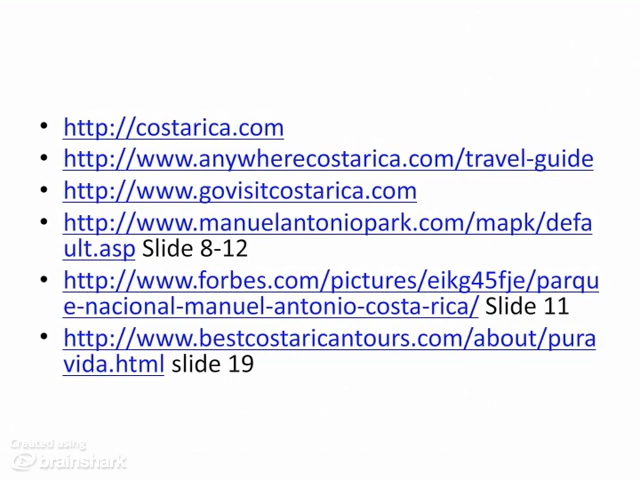 • http://costarica.com
• http://www.anywherecostarica.com/travel-guide
• http://www.govisitcostarica.com
• http://www.manuelantoniopark.com/mapk/defa
ult.asp Slide 8-12
• http://www.forbes.com/pictures/eikg45fje/parqu
e-nacional-manuel-antonio-costa-rica/ Slide 11
• http://www.bestcostaricantours.com/about/pura
vida.html slide 19
Created using
brainshark